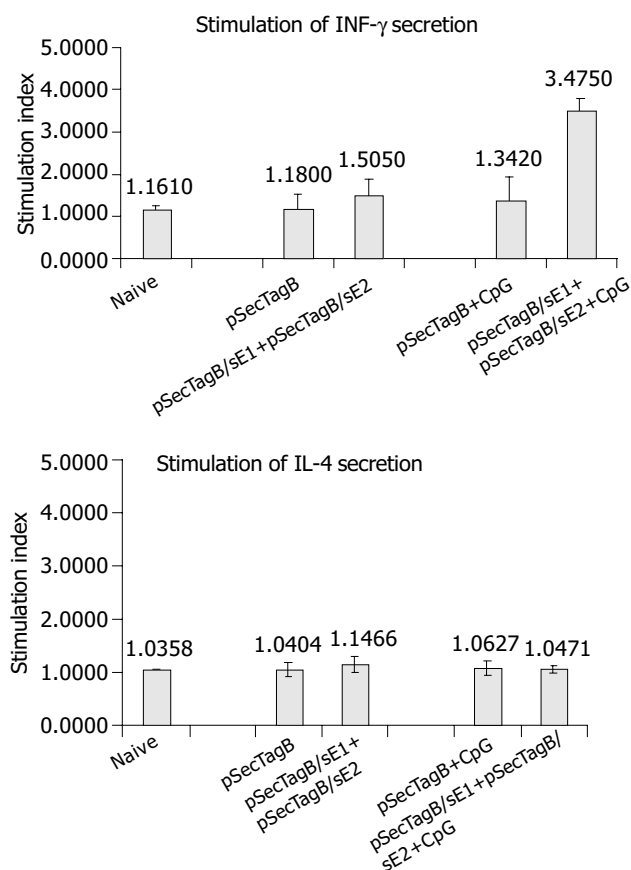 Stimulation of INF-γ secretion
Stimulation index
5.0000
4.0000
3.0000
2.0000
1.0000
0.0000
1.1610
1.1800
1.5050
1.3420
3.4750
Naive
pSecTagB
pSecTagB/sE1+pSecTagB/sE2
pSecTagB+CpG
pSecTagB/sE1+
pSecTagB/sE2+CpG
Stimulation of IL-4 secretion
Stimulation index
5.0000
4.0000
3.0000
2.0000
1.0000
0.0000
1.0358
1.0404
1.1466
1.0627
1.0471
Naive
pSecTagB
pSecTagB/sE1+
pSecTagB/sE2
pSecTagB+CpG
pSecTagB/sE1+pSecTagB/
sE2+CpG